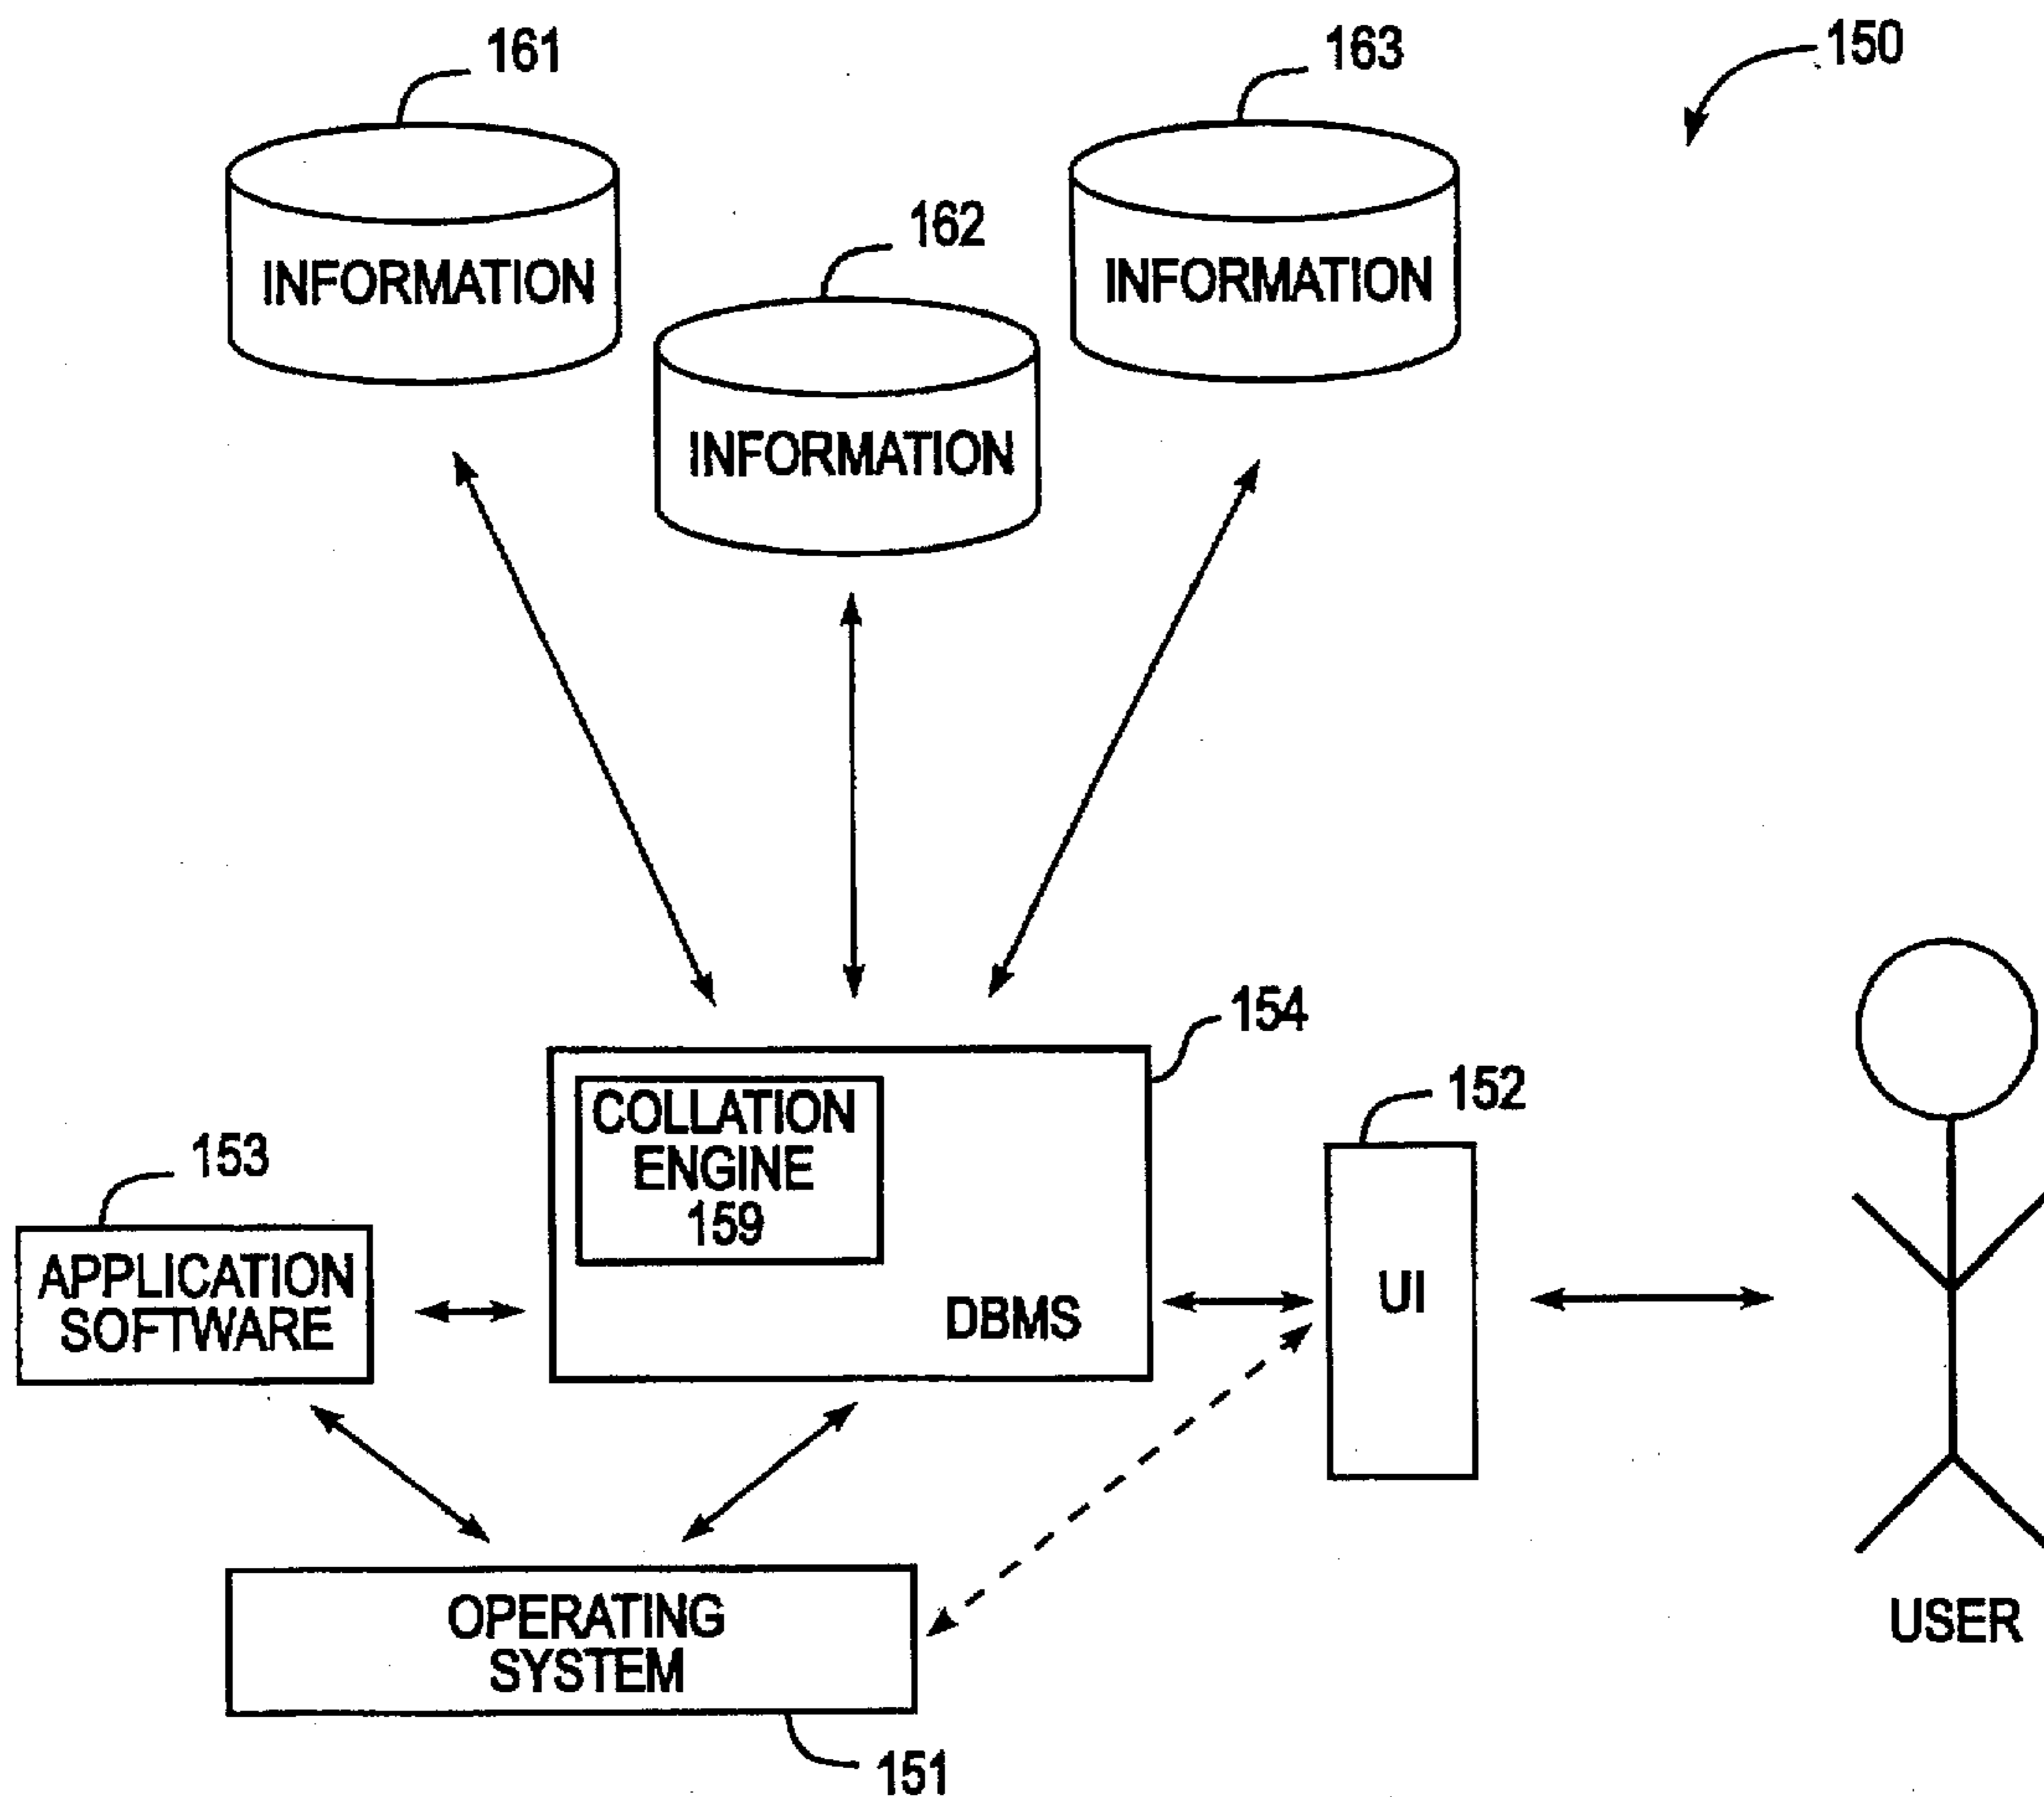 161
163
150
162
INFORMATION
INFORMATION
INFORMATION
154
152
153
COLLATION
ENGINE
159
APPLICATION
SOFTWARE
UI
DBMS
OPERATING
SYSTEM
USER
151